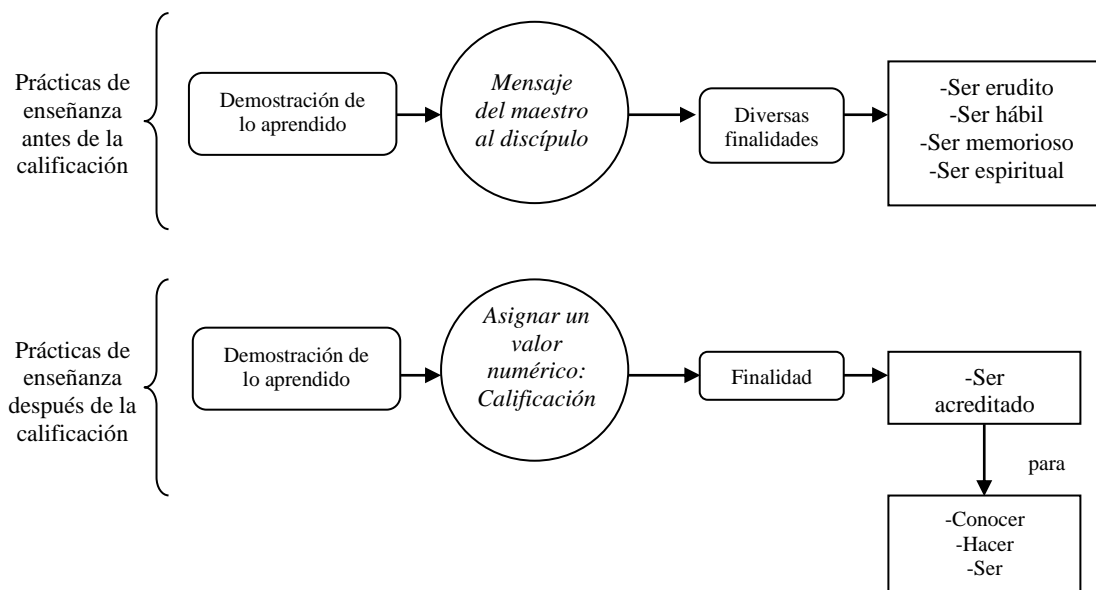 Prácticas de
enseñanza
antes de la
calificación
Demostración de
lo aprendido
Mensaje
del maestro
al discípulo
Diversas
finalidades
-Ser erudito
-Ser hábil
-Ser memorioso
-Ser espiritual
Prácticas de
enseñanza
después de la
calificación
Demostración de
lo aprendido
Asignar un
valor
numérico:
Calificación
Finalidad
-Ser
acreditado
para
-Conocer
-Hacer
-Ser